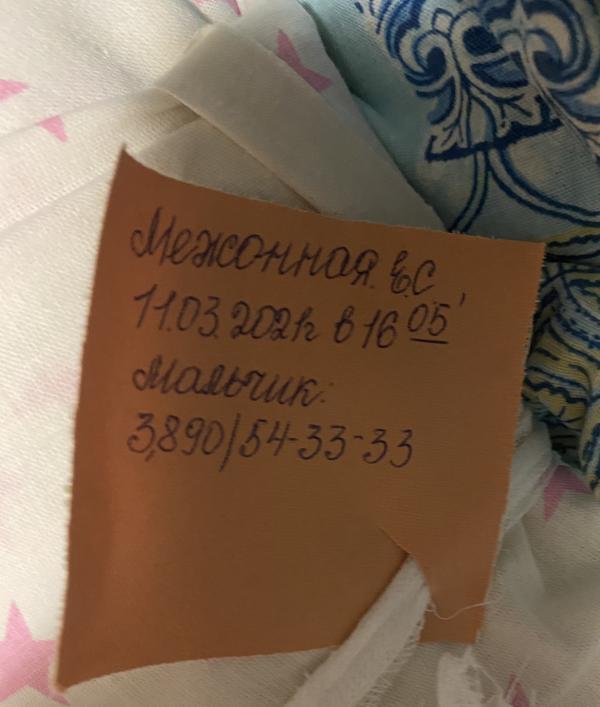 Межонная Е.С
11.03.2021г в 16 05'
Мальчик:
3,890/54-33-33